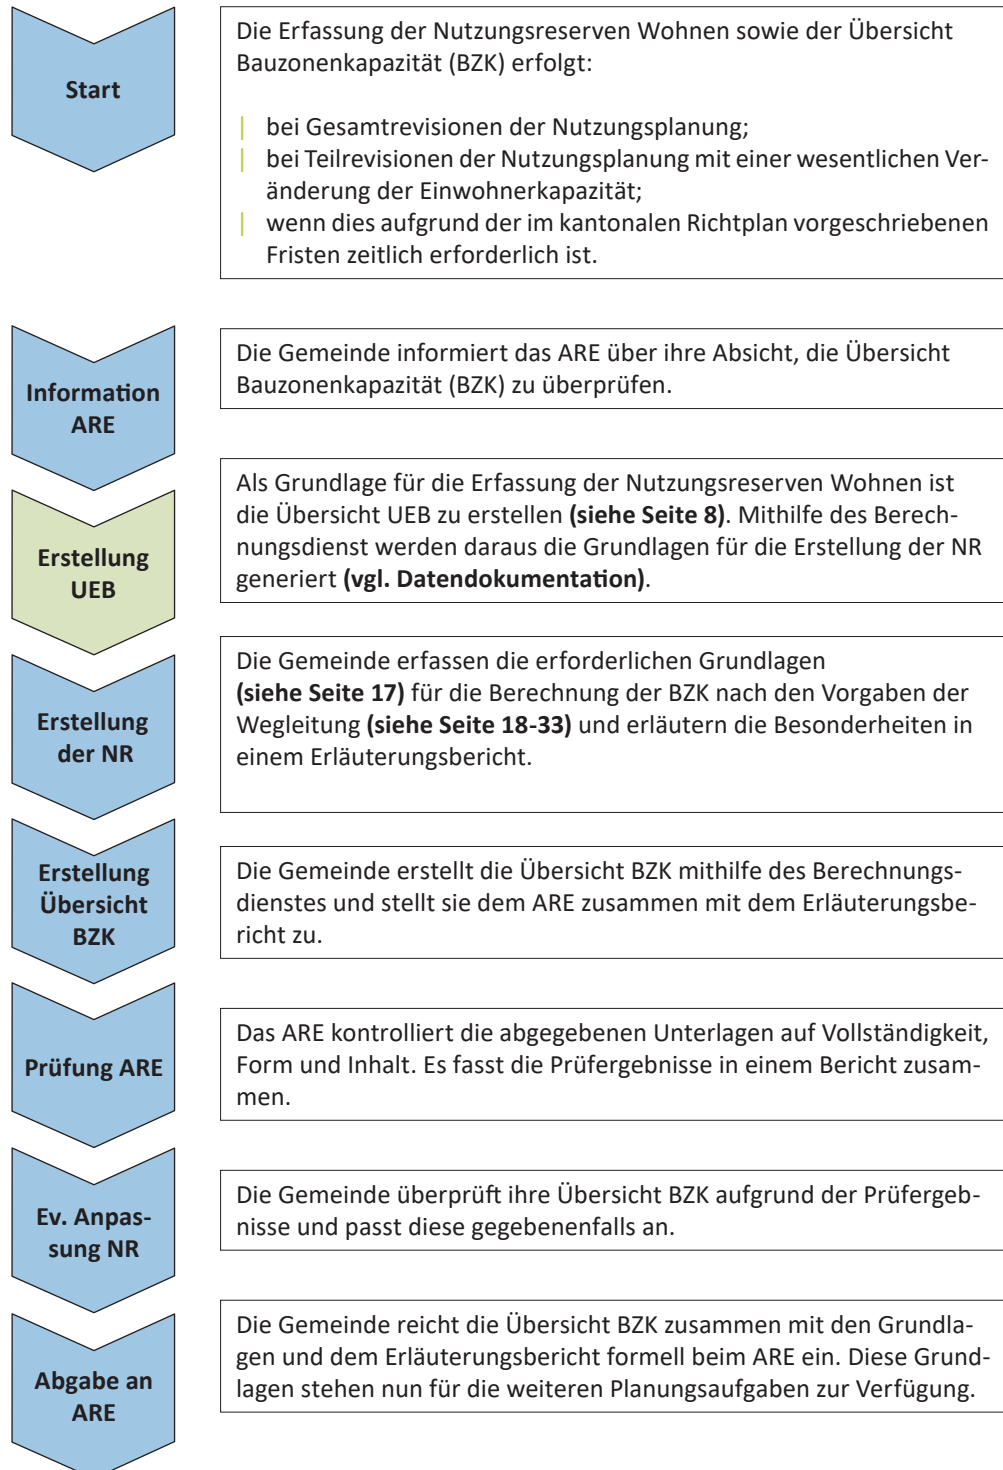 Start
Die Erfassung der Nutzungsreserven Wohnen sowie der Übersicht
Bauzonenkapazität (BZK) erfolgt:
| bei Gesamtrevisionen der Nutzungsplanung;
| bei Teilrevisionen der Nutzungsplanung mit einer wesentlichen Ver-
änderung der Einwohnerkapazität;
| wenn dies aufgrund der im kantonalen Richtplan vorgeschriebenen
Fristen zeitlich erforderlich ist.
Information
ARE
Die Gemeinde informiert das ARE über ihre Absicht, die Übersicht
Bauzonenkapazität (BZK) zu überprüfen.
Erstellung
UEB
Als Grundlage für die Erfassung der Nutzungsreserven Wohnen ist
die Übersicht UEB zu erstellen (siehe Seite 8). Mithilfe des Berech-
nungsdienst werden daraus die Grundlagen für die Erstellung der NR
generiert (vgl. Datendokumentation).
Erstellung
der NR
Die Gemeinde erfassen die erforderlichen Grundlagen
(siehe Seite 17) für die Berechnung der BZK nach den Vorgaben der
Wegleitung (siehe Seite 18-33) und erläutern die Besonderheiten in
einem Erläuterungsbericht.
Erstellung
Übersicht
BZK
Die Gemeinde erstellt die Übersicht BZK mithilfe des Berechnungs-
dienstes und stellt sie dem ARE zusammen mit dem Erläuterungsbe-
richt zu.
Prüfung ARE
Das ARE kontrolliert die abgegebenen Unterlagen auf Vollständigkeit,
Form und Inhalt. Es fasst die Prüfergebnisse in einem Bericht zusam-
men.
Ev. Anpas-
sung NR
Die Gemeinde überprüft ihre Übersicht BZK aufgrund der Prüfergeb-
nisse und passt diese gegebenenfalls an.
Abgabe an
ARE
Die Gemeinde reicht die Übersicht BZK zusammen mit den Grundla-
gen und dem Erläuterungsbericht formell beim ARE ein. Diese Grund-
lagen stehen nun für die weiteren Planungsaufgaben zur Verfügung.